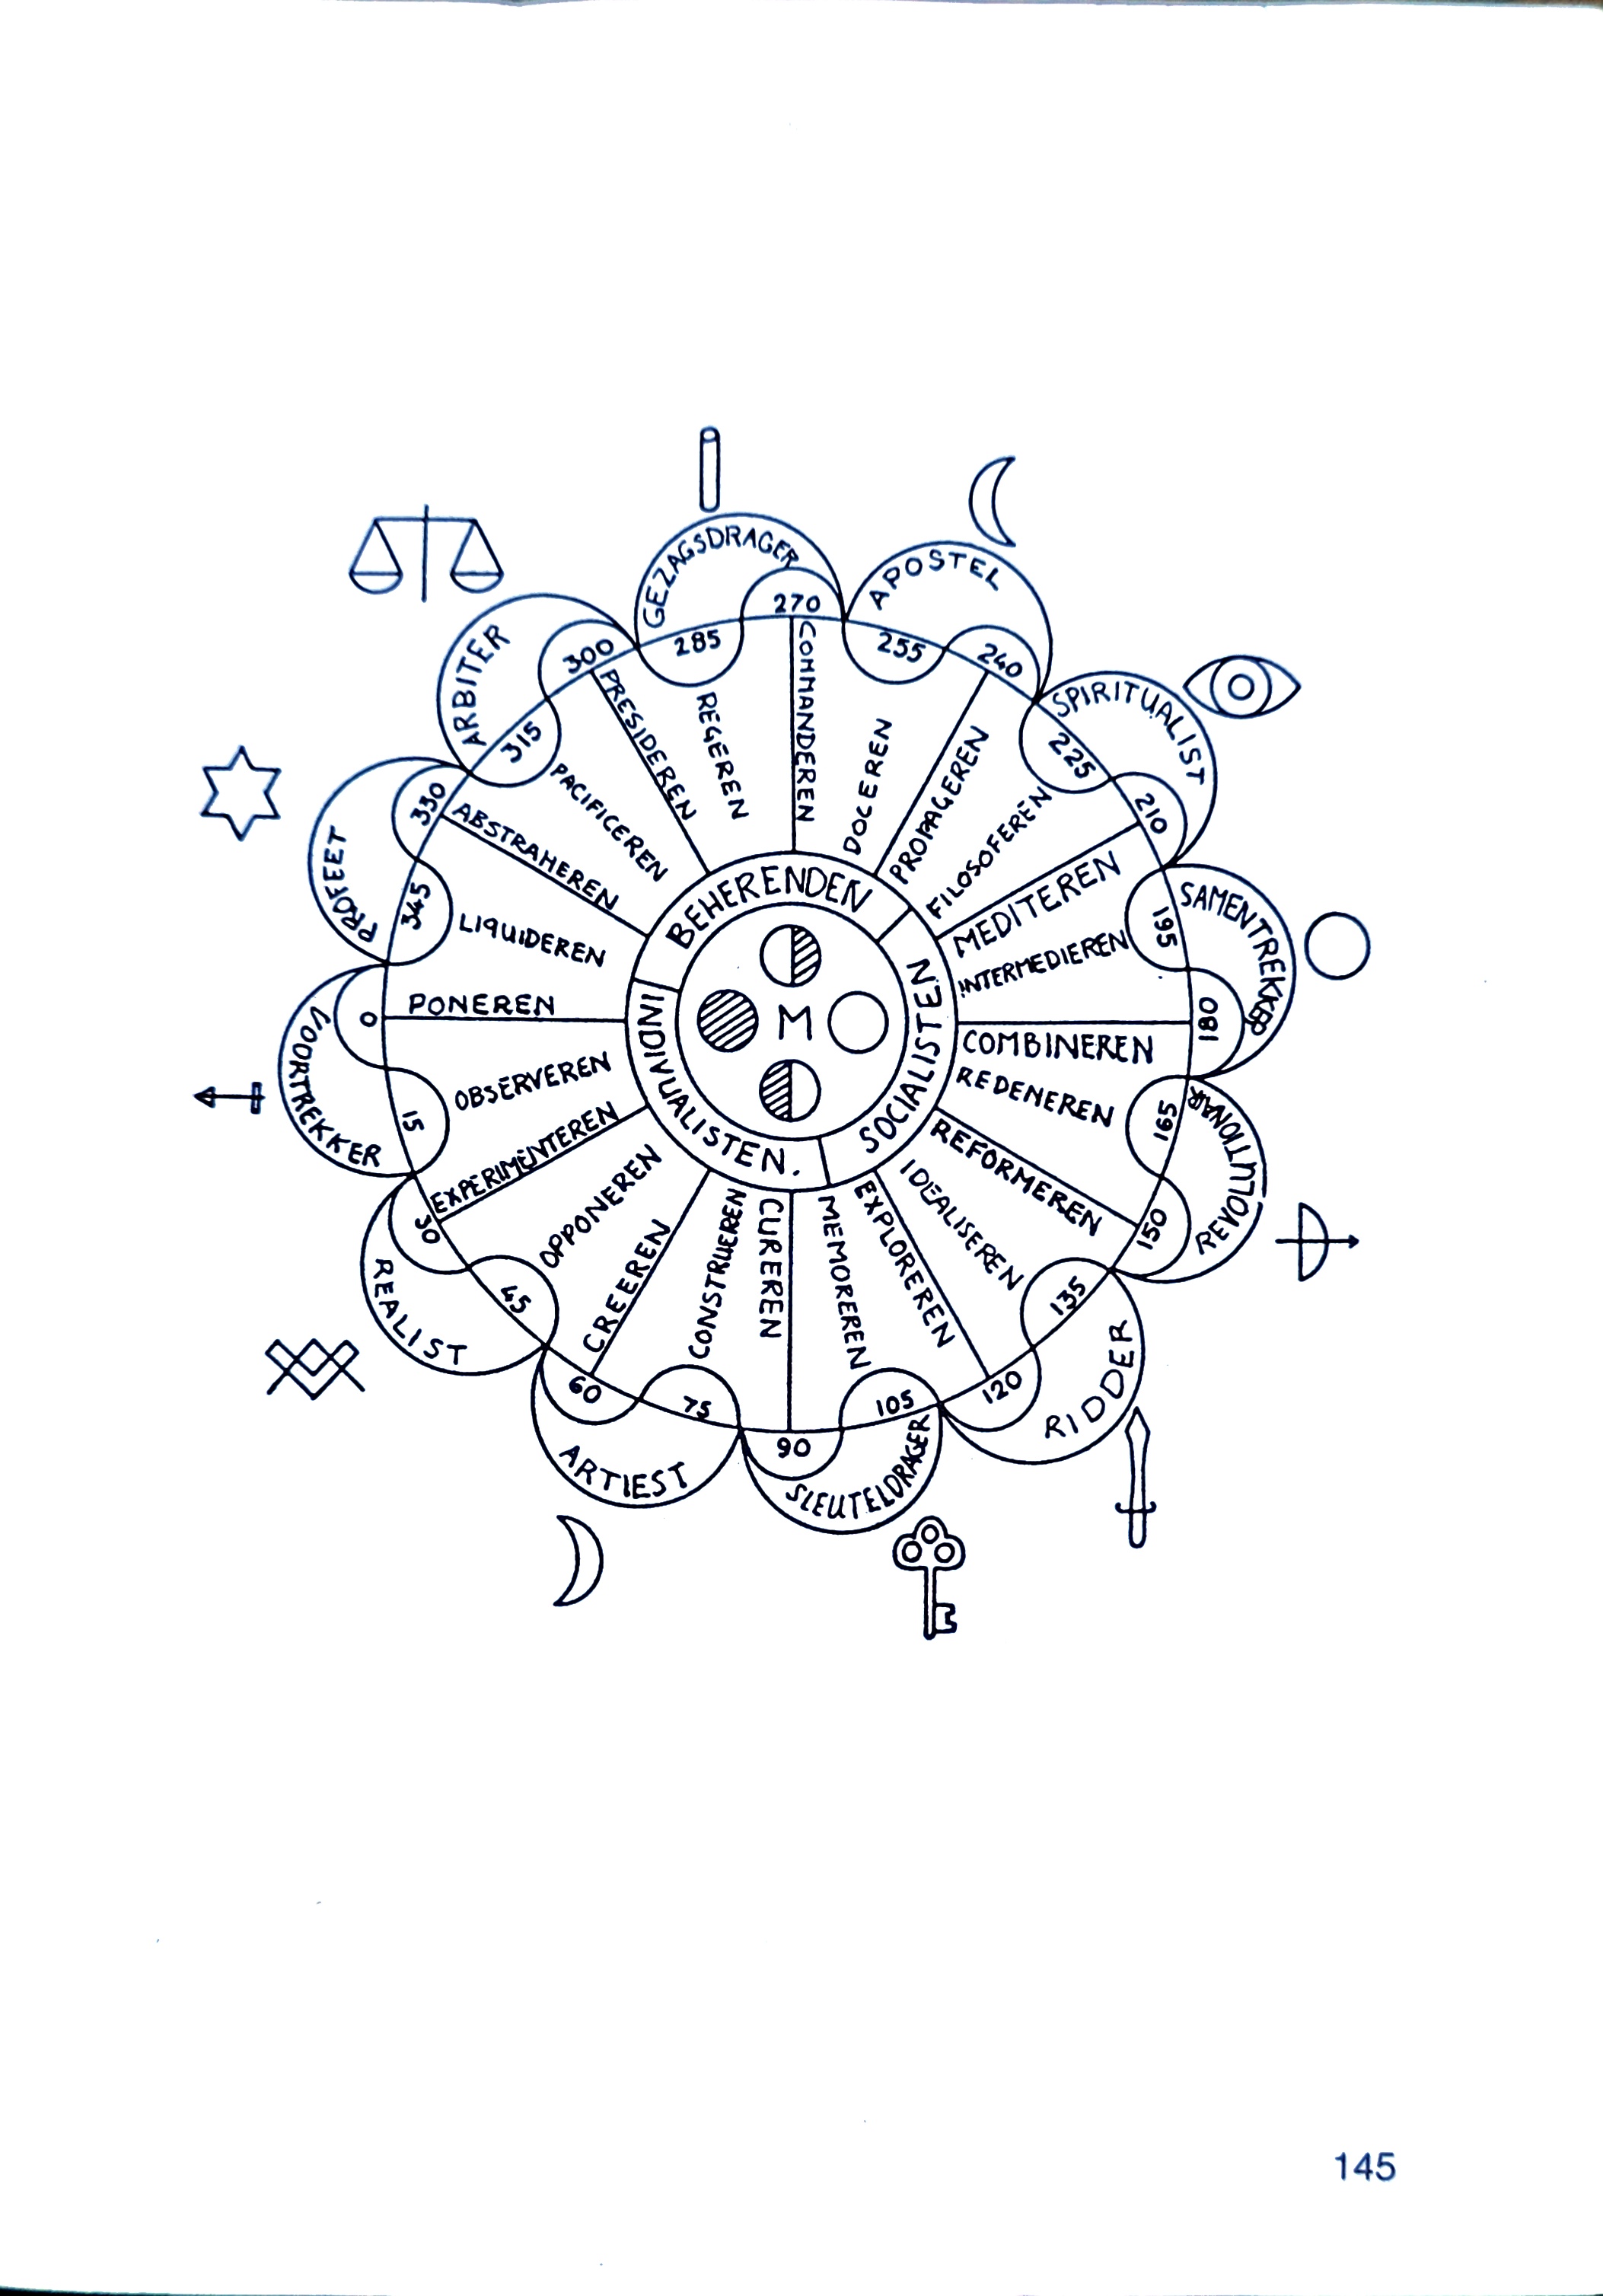 GEZAGSDRAGER
APOSTEL
SPIRITUALIST
SAMENTREKKER
REVOLUTIONAIR
RIDDER
SLEUTELDRAGER
ARTIEST
REALIST
VOORTREKKER
PROFEET
ARBITER
270
255
240
225
210
195
180
165
150
135
120
105
90
75
60
45
30
15
0
345
330
315
300
285
COMMANDEREN
DOCEREN
PROPAGEREN
FILOSOFEREN
MEDITEREN
INTERMEDIEREN
COMBINEREN
REDENEREN
REFORMEREN
IDEALISEREN
EXPLOREREN
MEMOREREN
CUREREN
CONSTRUEREN
CREEREN
OPPONEREN
EXPERIMENTEREN
OBSERVEREN
PONEREN
LIQUIDEREN
ABSTRAHEREN
PACIFICEREN
PRESIDEREN
REGEREN
BEHERENDEN
SOCIALISTEN
INDIVIDUALISTEN.
M
145